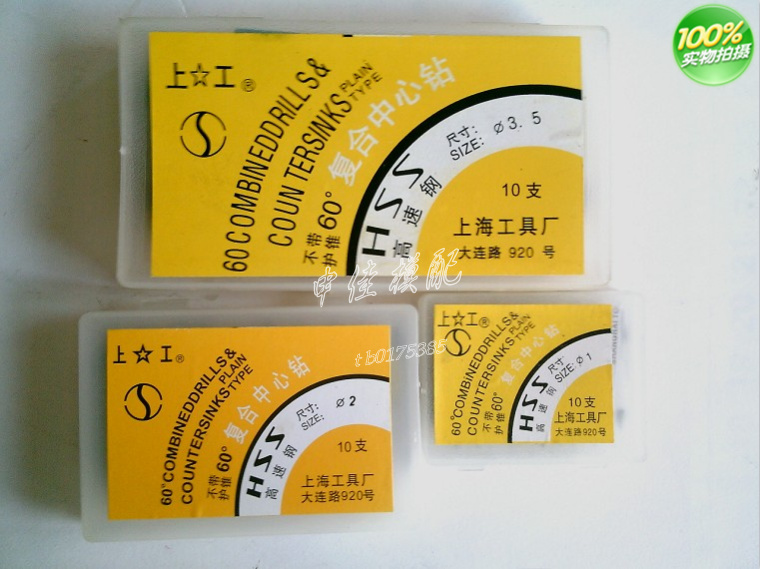 100%
实物拍摄
上☆工®
60°COMBINEDDRILLS&
COUNTERSINKS PLAIN TYPE
不带护锥 60° 复合中心钻
HSS
高速钢
尺寸: ø3.5
SIZE:
10支
上海工具厂
大连路 920 号
申佳模配
tb0175385
上☆工®
60°COMBINEDDRILLS&
COUNTERSINKS PLAIN TYPE
不带护锥 60° 复合中心钻
HSS
高速钢
尺寸: ø2
SIZE:
10支
上海工具厂
大连路920号
上☆工®
60°COMBINEDDRILLS&
COUNTERSINKS PLAIN TYPE
不带护锥 60° 复合中心钻
HSS
高速钢
尺寸: ø1
SIZE:
10支
上海工具厂
大连路920号